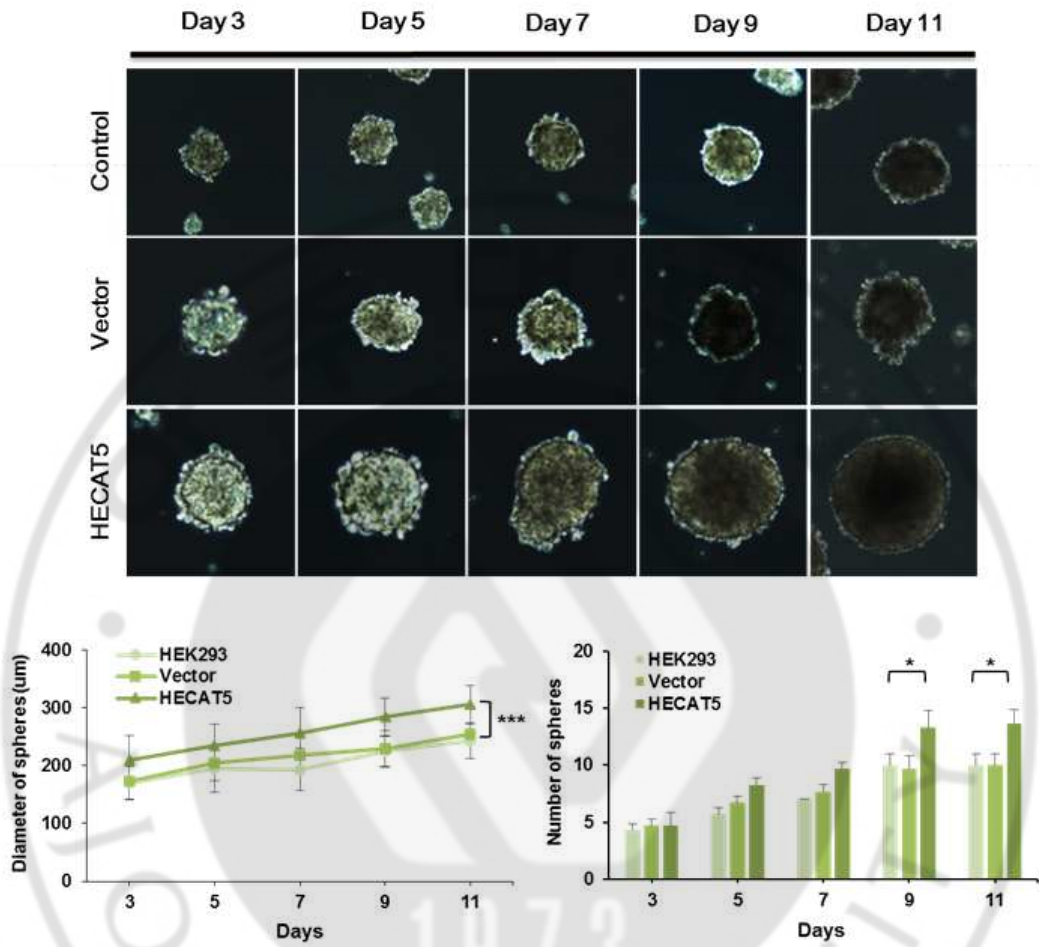 Day 3 Day 5 Day 7 Day 9 Day 11
Control
Vector
HECAT5
Diameter of spheres (um)
400
300
200
100
0
HEK293
Vector
HECAT5
***
3 5 7 9 11
Days
Number of spheres
20
15
10
5
0
HEK293
Vector
HECAT5
* *
3 5 7 9 11
Days
1973